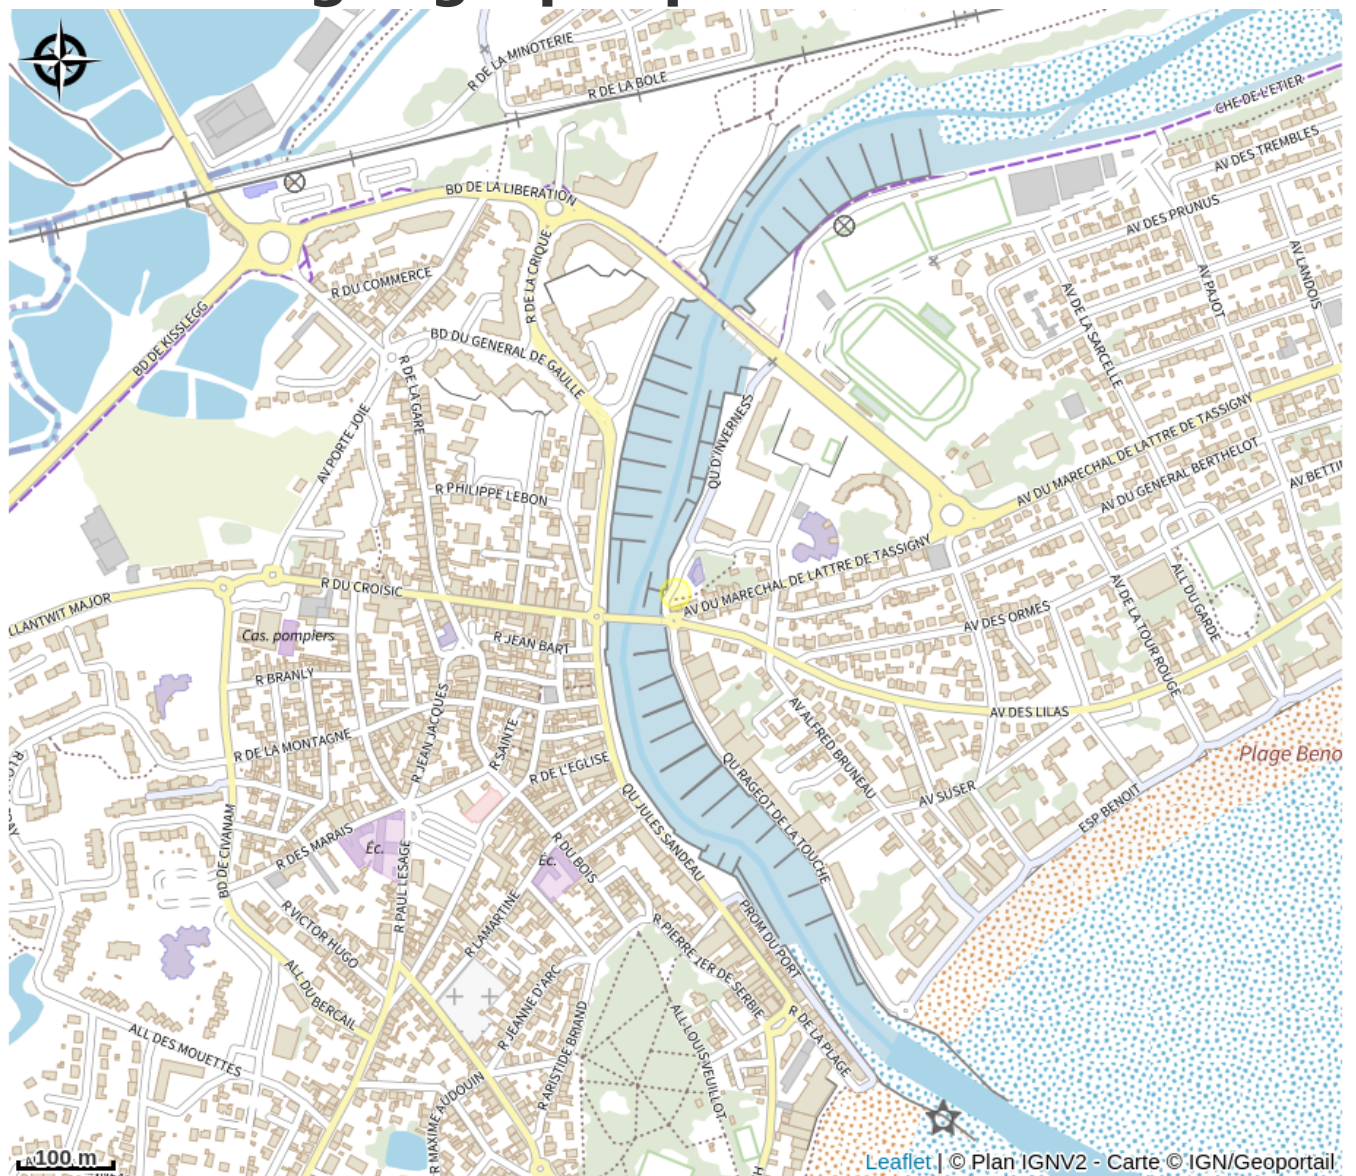 R DE LA MINOTERIE
R DE LA BOLE
CHE DE L'ETIER
AV DES TREMBLES
BD DE LA LIBERATION
AV DES PRUNUS
R DE LA CRIQUE
AV LANDOIS
R DU COMMERCE
AV PAJOT
AV DE LA SARCELLE
BD DE KISSLEGG
BD DU GENERAL DE GAULLE
R DE LA GARE
AV PORTE JOIE
QU D'INVERNESS
AV DU MARECHAL DE LATTRE DE TASSIGNY
AV DU GENERAL BERTHELOT
AV BETTI
R PHILIPPE LEBON
AV DU MARECHAL DE LATTRE DE TASSIGNY
R DU CROISIC
LLANTWIT MAJOR
ALL DU GARDE
AV DE LA TOUR ROUGE
AV DES ORMES
Cas. pompiers
R JEAN BART
R BRANLY
AV DES LILAS
R JEAN JACQUES
AV ALFRED BRUNEAU
R SAINTE
R DE LA MONTAGNE
Plage Beno
R DE L'EGLISE
QU RAGEOT DE LA TOUCHE
AV SUSER
ESP BENOIT
QU JULES SANDEAU
BD DE CIVANAM
R DES MARAIS
Éc.
Éc.
R DU BOIS
R PAUL LESAGE
R LAMARTINE
R VICTOR HUGO
PROM DU PORT
R PIERRE 1ER DE SERBIE
ALL DU BERCAIL
R JEANNE D'ARC
R ARISTIDE BRIAND
ALL LOUIS VEUILLOT
R DE LA PLAGE
ALL DES MOUETTES
R MAXIME AUDOUIN
100 m
Leaflet | © Plan IGNV2 - Carte © IGN/Geoportail